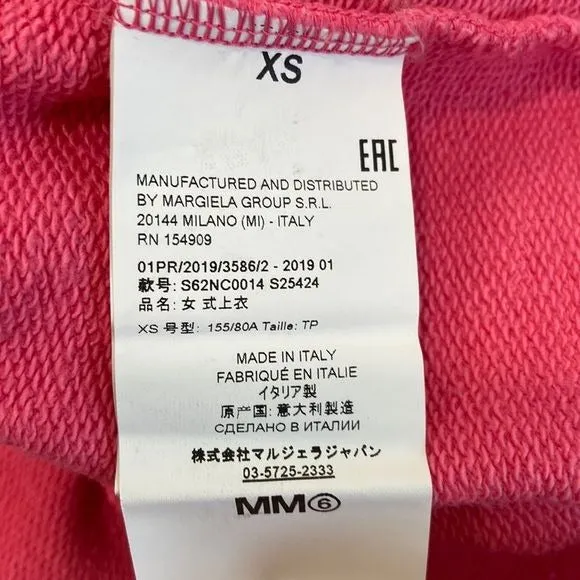 XS
EAC
MANUFACTURED AND DISTRIBUTED
BY MARGIELA GROUP S.R.L.
20144 MILANO (MI) - ITALY
RN 154909
01PR/2019/3586/2 - 2019 01
款号: S62NC0014 S25424
品名: 女 式上衣
XS 号型: 155/80A Taille: TP
MADE IN ITALY
FABRIQUÉ EN ITALIE
イタリア製
原产国: 意大利製造
СДЕЛАНО В ИТАЛИИ
株式会社マルジェラジャパン
03-5725-2333
MM⑥